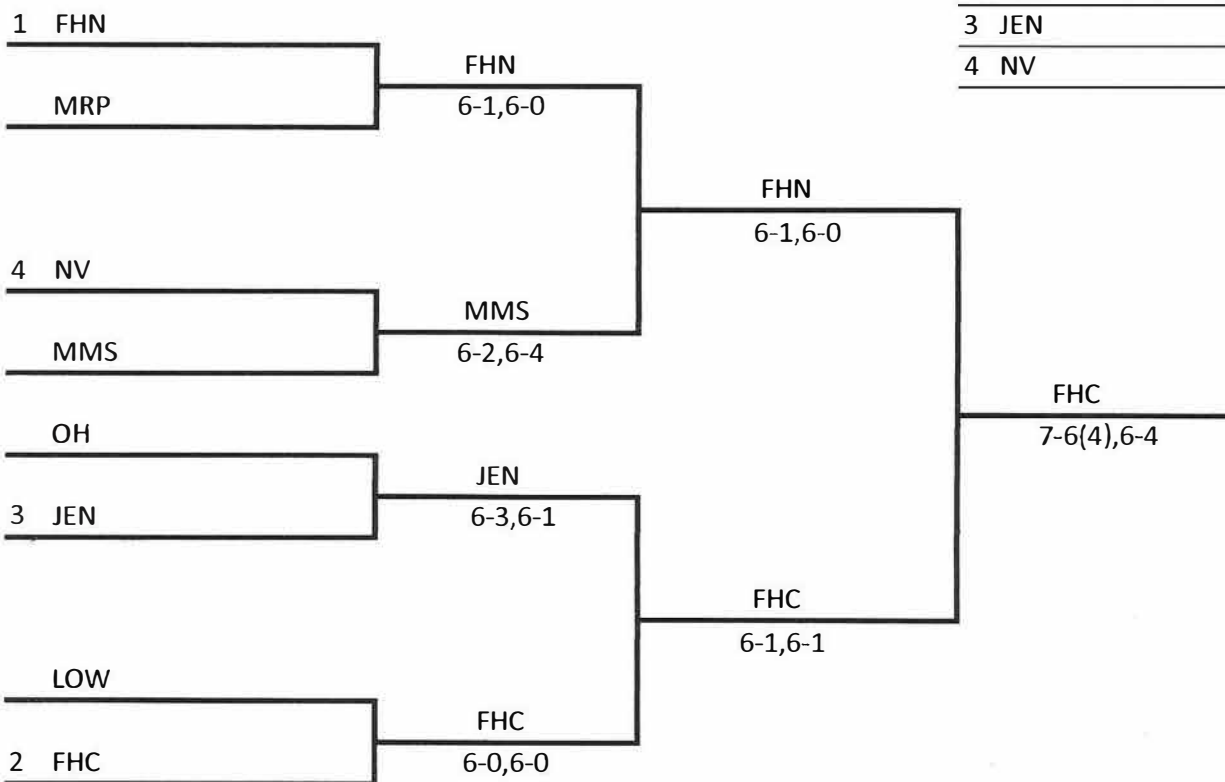 1 FHN
MRP
4 NV
MMS
OH
3 JEN
LOW
2 FHC
FHN
6-1,6-0
MMS
6-2,6-4
JEN
6-3,6-1
FHC
6-0,6-0
FHN
6-1,6-0
FHC
6-1,6-1
FHC
7-6(4),6-4
3 JEN
4 NV